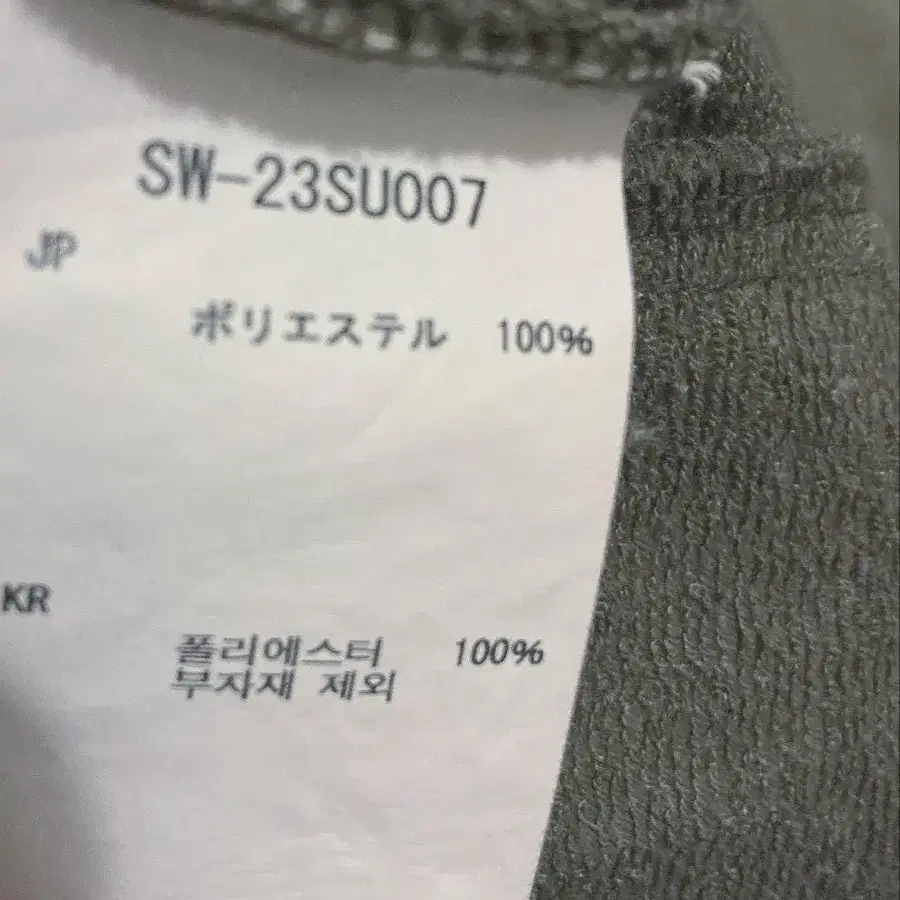 SW-23SU007
JP
ポリエステル 100%
KR
폴리에스터 100%
부자재 제외